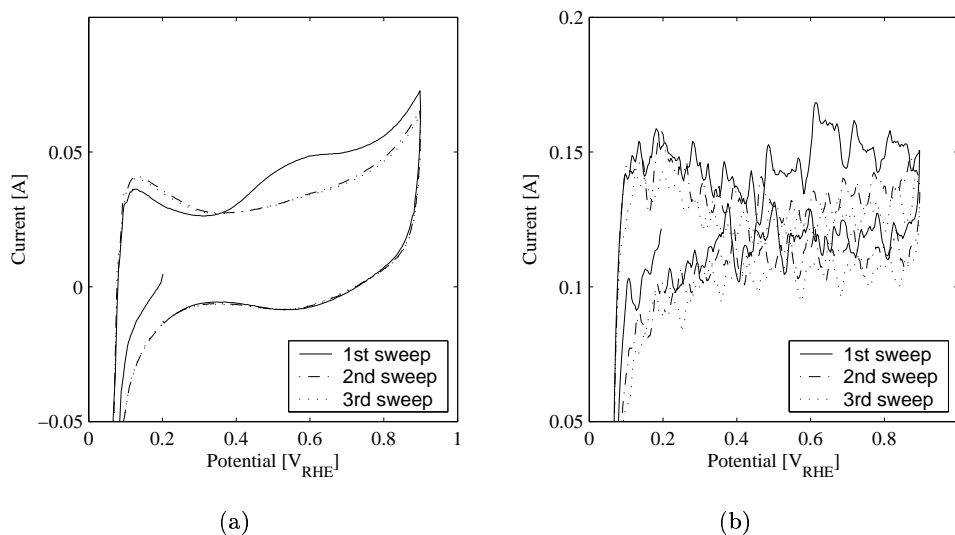 0.05
0
−0.05
Current [A]
0 0.2 0.4 0.6 0.8 1
Potential [V_RHE]
1st sweep
2nd sweep
3rd sweep
(a)
0.2
0.15
0.1
0.05
Current [A]
0 0.2 0.4 0.6 0.8
Potential [V_RHE]
1st sweep
2nd sweep
3rd sweep
(b)